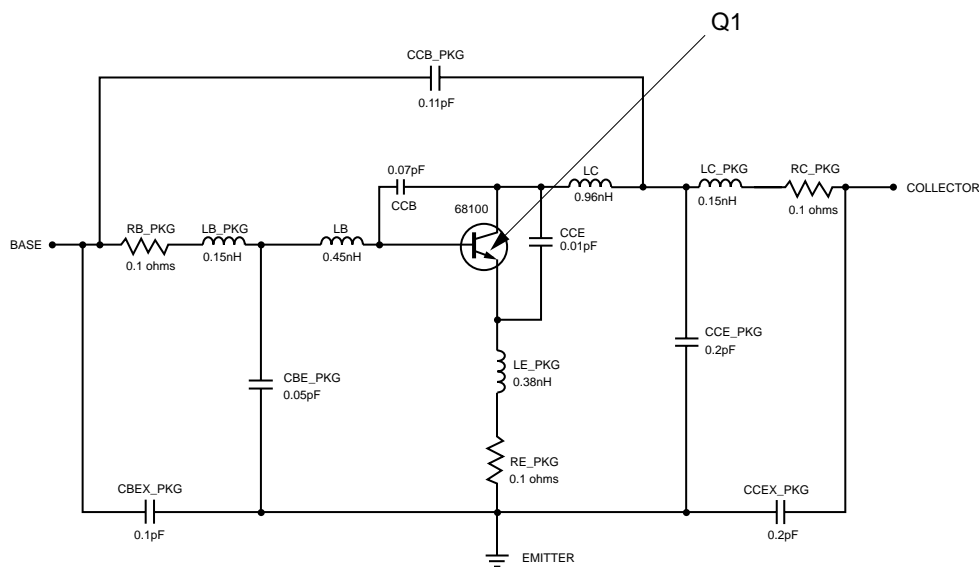 Q1
CCB_PKG
0.11pF
0.07pF
CCB
68100
LC
0.96nH
LC_PKG
0.15nH
RC_PKG
0.1 ohms
COLLECTOR
CCE
0.01pF
BASE
RB_PKG
0.1 ohms
LB_PKG
0.15nH
LB
0.45nH
CCE_PKG
0.2pF
LE_PKG
0.38nH
CBE_PKG
0.05pF
RE_PKG
0.1 ohms
CBEX_PKG
0.1pF
CCEX_PKG
0.2pF
EMITTER